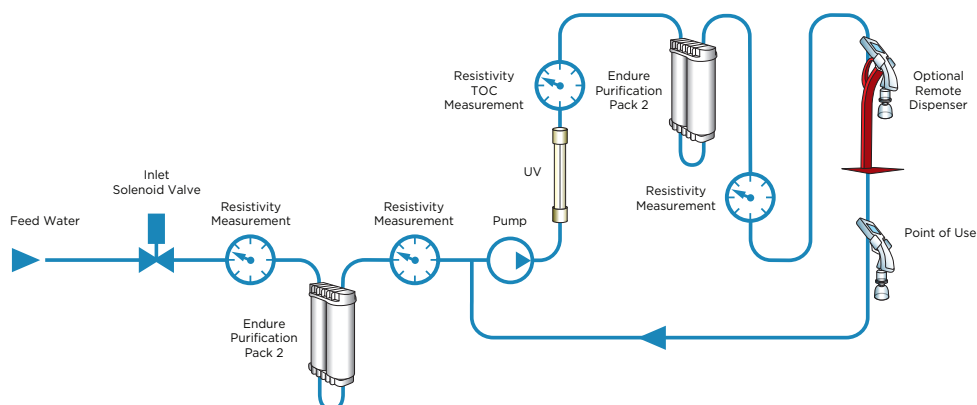 Feed Water
Inlet
Solenoid Valve
Resistivity
Measurement
Endure
Purification
Pack 2
Resistivity
Measurement
Pump
UV
Resistivity
TOC
Measurement
Endure
Purification
Pack 2
Resistivity
Measurement
Optional
Remote
Dispenser
Point of Use